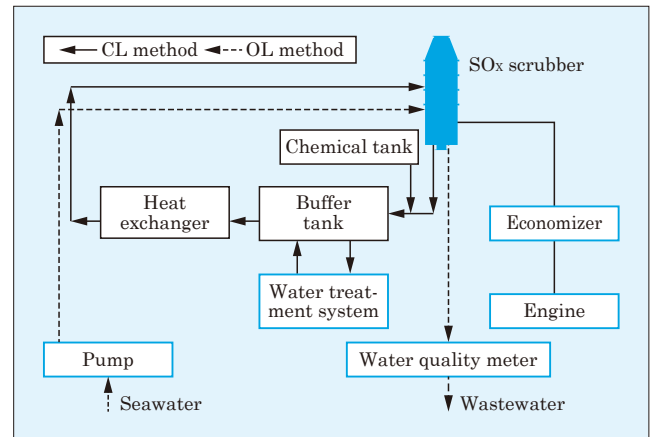 CL method OL method
SOx scrubber
Chemical tank
Heat
exchanger
Buffer
tank
Economizer
Water treat-
ment system
Engine
Pump
Water quality meter
Seawater
Wastewater